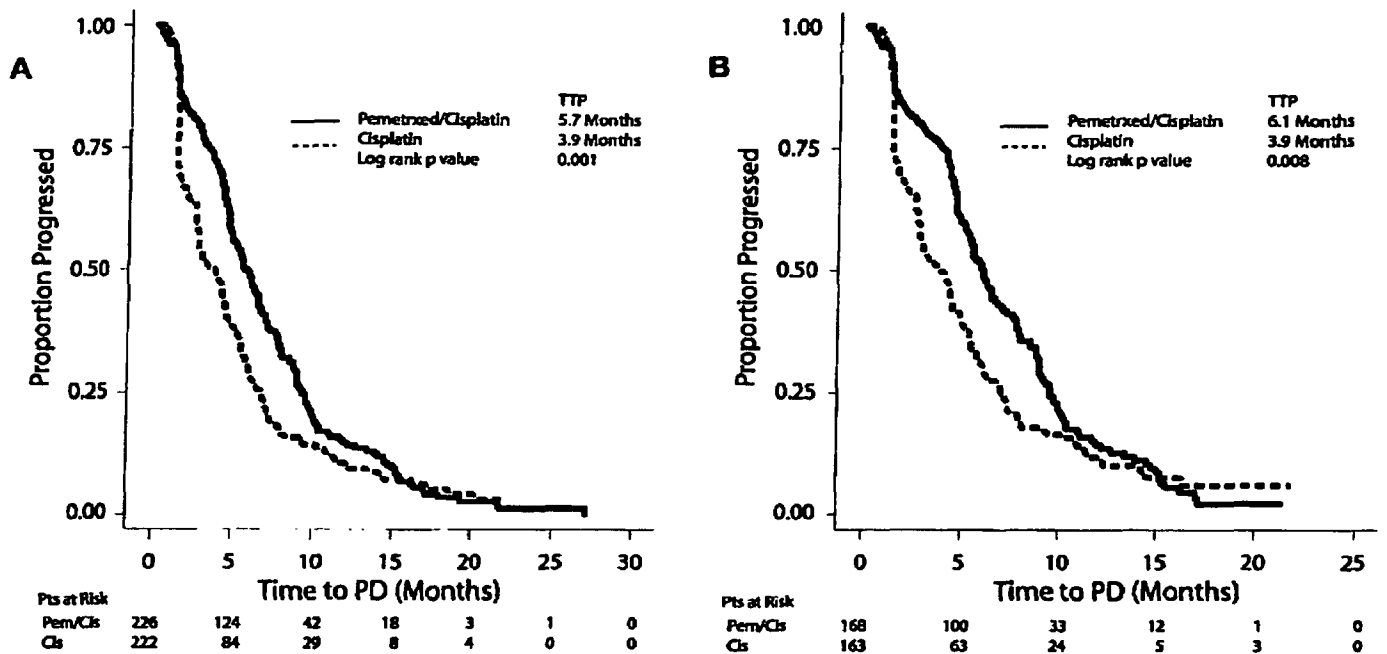 A
Proportion Progressed
1.00
0.75
0.50
0.25
0.00
TTP
Pemetrxed/Cisplatin 5.7 Months
Cisplatin 3.9 Months
Log rank p value 0.001
0 5 10 15 20 25 30
Time to PD (Months)
Pts at Risk
Pem/Cis 226 124 42 18 3 1 0
Cis 222 84 29 8 4 0 0
B
Proportion Progressed
1.00
0.75
0.50
0.25
0.00
TTP
Pemetrxed/Cisplatin 6.1 Months
Cisplatin 3.9 Months
Log rank p value 0.008
0 5 10 15 20 25
Time to PD (Months)
Pts at Risk
Pem/Cis 168 100 33 12 1 0
Cis 163 63 24 5 3 0